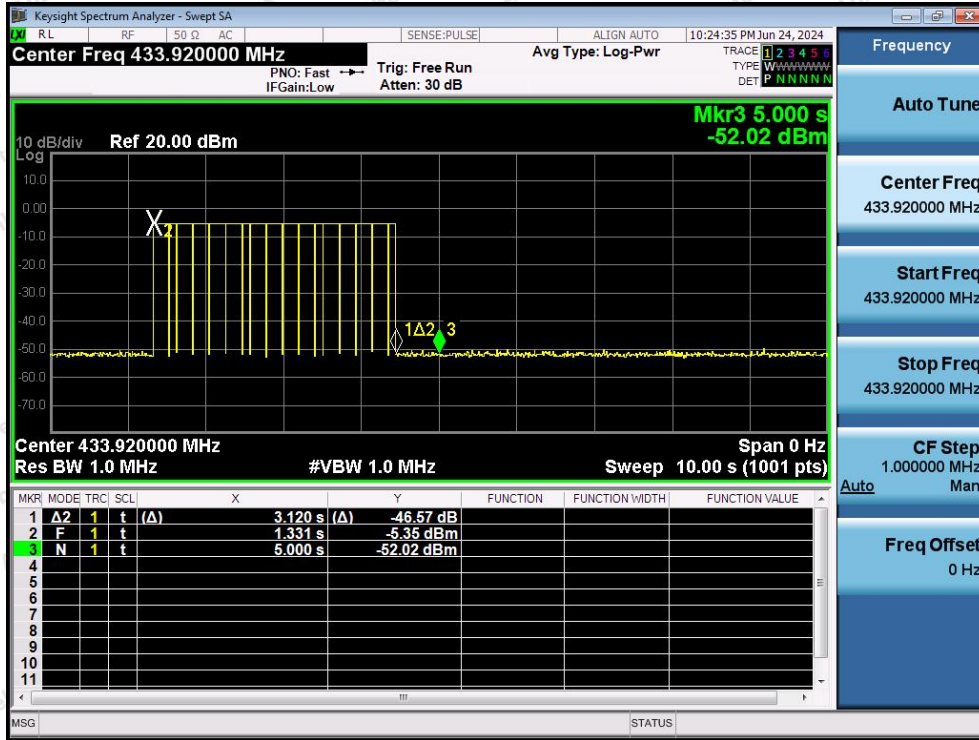 Keysight Spectrum Analyzer - Swept SA
LXI RL RF 50 Ω AC SENSE:PULSE ALIGN AUTO 10:24:35 PM Jun 24, 2024
Center Freq 433.920000 MHz
PNO: Fast
IFGain:Low
Trig: Free Run
Atten: 30 dB
Avg Type: Log-Pwr
TRACE 1 2 3 4 5 6
TYPE WWWWWW
DET P N N N N N
Mkr3 5.000 s
-52.02 dBm
10 dB/div Ref 20.00 dBm
Log
10.0
0.00
-10.0
-20.0
-30.0
-40.0
-50.0
-60.0
-70.0
X2
1Δ2 3
Center 433.920000 MHz Span 0 Hz
Res BW 1.0 MHz #VBW 1.0 MHz Sweep 10.00 s (1001 pts)
MKR MODE TRC SCL X Y FUNCTION FUNCTION WIDTH FUNCTION VALUE
1 Δ2 1 t (Δ) 3.120 s (Δ) -46.57 dB
2 F 1 t 1.331 s -5.35 dBm
3 N 1 t 5.000 s -52.02 dBm
4
5
6
7
8
9
10
11
MSG STATUS
Frequency
Auto Tune
Center Freq
433.920000 MHz
Start Freq
433.920000 MHz
Stop Freq
433.920000 MHz
CF Step
1.000000 MHz
Auto Man
Freq Offset
0 Hz